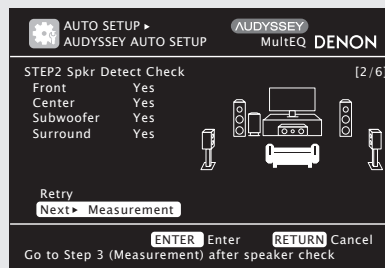 AUTO SETUP ▸
AUDYSSEY AUTO SETUP
AUDYSSEY
MultEQ
DENON
STEP2 Spkr Detect Check [2/6]
Front Yes
Center Yes
Subwoofer Yes
Surround Yes
Retry
Next▸ Measurement
ENTER Enter RETURN Cancel
Go to Step 3 (Measurement) after speaker check